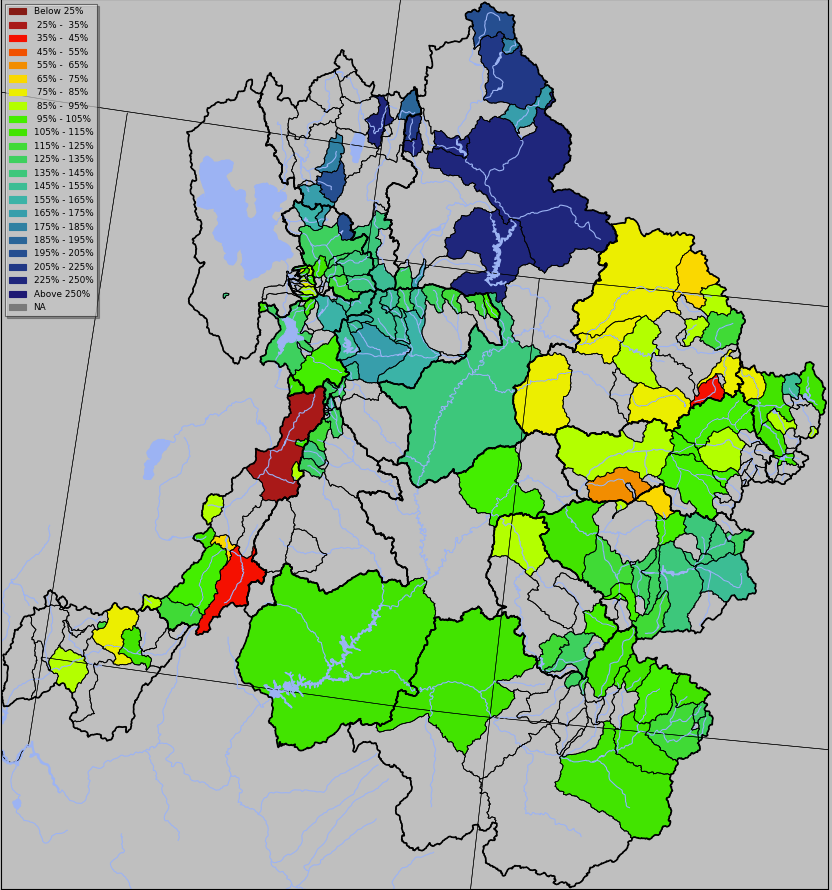 Below 25%
25% - 35%
35% - 45%
45% - 55%
55% - 65%
65% - 75%
75% - 85%
85% - 95%
95% - 105%
105% - 115%
115% - 125%
125% - 135%
135% - 145%
145% - 155%
155% - 165%
165% - 175%
175% - 185%
185% - 195%
195% - 205%
205% - 225%
225% - 250%
Above 250%
NA